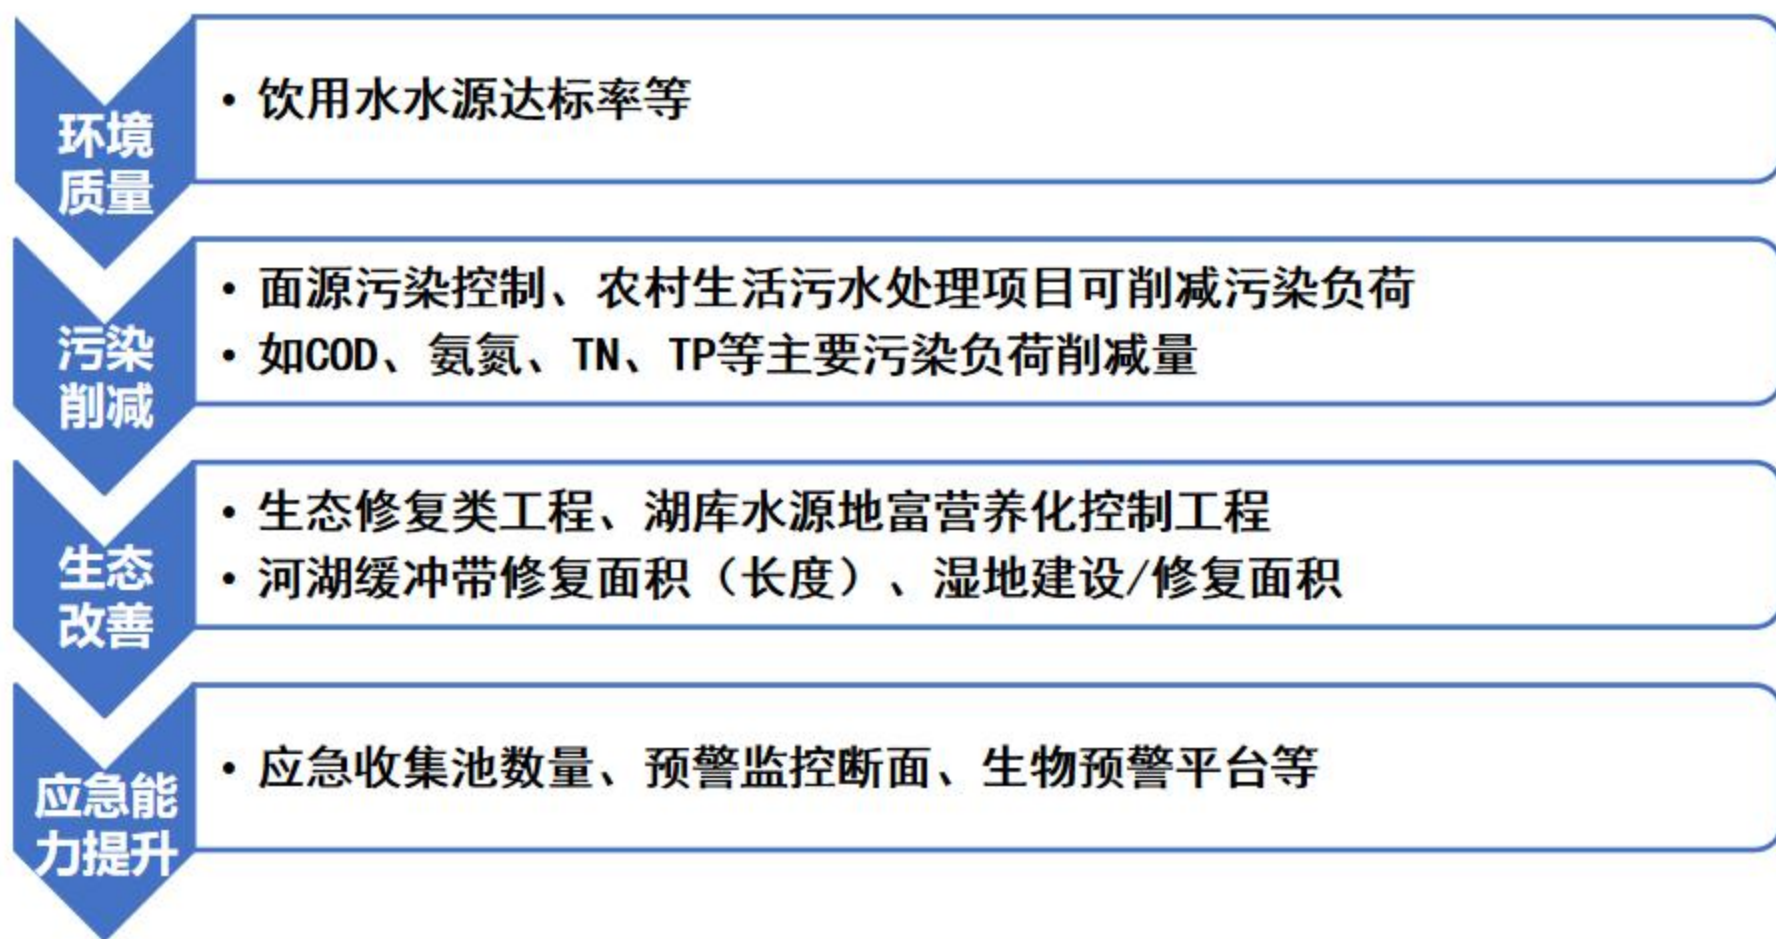 环境
质量
• 饮用水水源达标率等
污染
削减
• 面源污染控制、农村生活污水处理项目可削减污染负荷
• 如COD、氨氮、TN、TP等主要污染负荷削减量
生态
改善
• 生态修复类工程、湖库水源地富营养化控制工程
• 河湖缓冲带修复面积（长度）、湿地建设/修复面积
应急能
力提升
• 应急收集池数量、预警监控断面、生物预警平台等